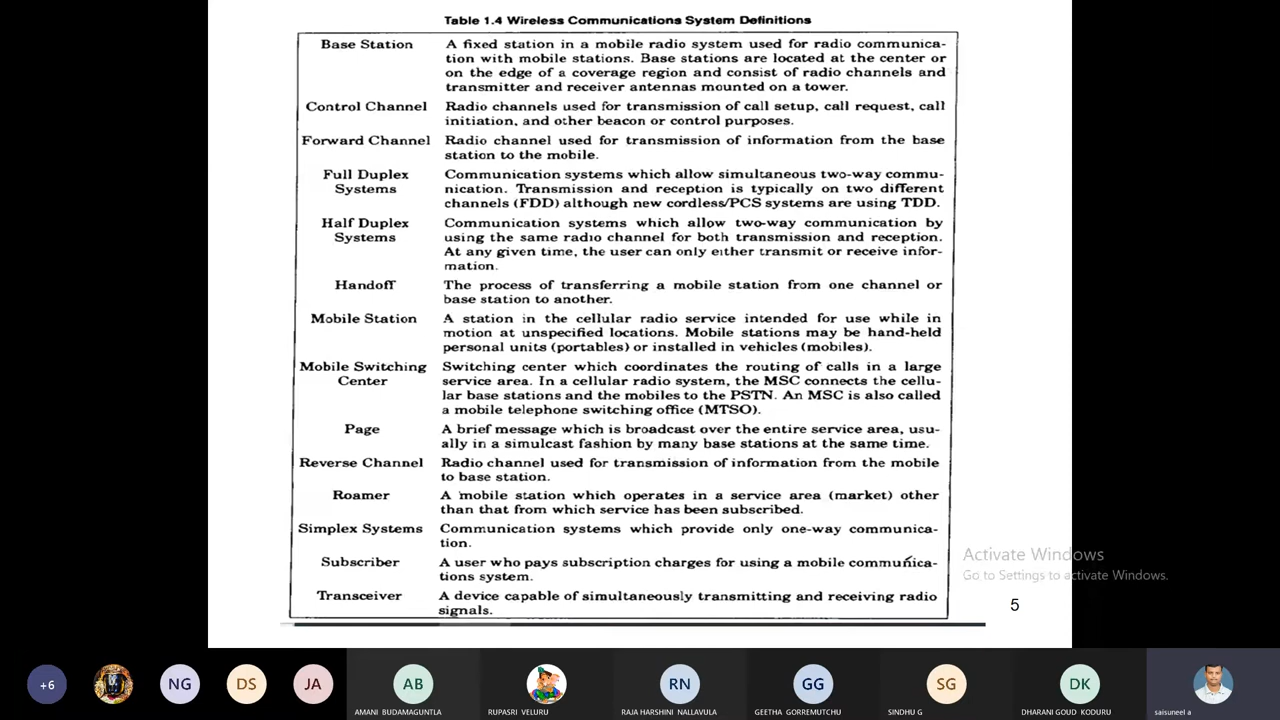 Table 1.4 Wireless Communications System Definitions
Base Station A fixed station in a mobile radio system used for radio communica-
tion with mobile stations. Base stations are located at the center or
on the edge of a coverage region and consist of radio channels and
transmitter and receiver antennas mounted on a tower.
Control Channel Radio channels used for transmission of call setup, call request, call
initiation, and other beacon or control purposes.
Forward Channel Radio channel used for transmission of information from the base
station to the mobile.
Full Duplex Communication systems which allow simultaneous two-way commu-
Systems nication. Transmission and reception is typically on two different
channels (FDD) although new cordless/PCS systems are using TDD.
Half Duplex Communication systems which allow two-way communication by
Systems using the same radio channel for both transmission and reception.
At any given time, the user can only either transmit or receive infor-
mation.
Handoff The process of transferring a mobile station from one channel or
base station to another.
Mobile Station A station in the cellular radio service intended for use while in
motion at unspecified locations. Mobile stations may be hand-held
personal units (portables) or installed in vehicles (mobiles).
Mobile Switching Switching center which coordinates the routing of calls in a large
Center service area. In a cellular radio system, the MSC connects the cellu-
lar base stations and the mobiles to the PSTN. An MSC is also called
a mobile telephone switching office (MTSO).
Page A brief message which is broadcast over the entire service area, usu-
ally in a simulcast fashion by many base stations at the same time.
Reverse Channel Radio channel used for transmission of information from the mobile
to base station.
Roamer A mobile station which operates in a service area (market) other
than that from which service has been subscribed.
Simplex Systems Communication systems which provide only one-way communica-
tion.
Subscriber A user who pays subscription charges for using a mobile communica-
tions system.
Transceiver A device capable of simultaneously transmitting and receiving radio
signals.
Activate Windows
Go to Settings to activate Windows.
5
+6 NG DS JA AB RN GG SG DK
AMANI BUDAMAGUNTLA RUPASRI VELURU RAJA HARSHINI NALLAVULA GEETHA GORREMUTCHU SINDHU G DHARANI GOUD KODURU saisuneel a